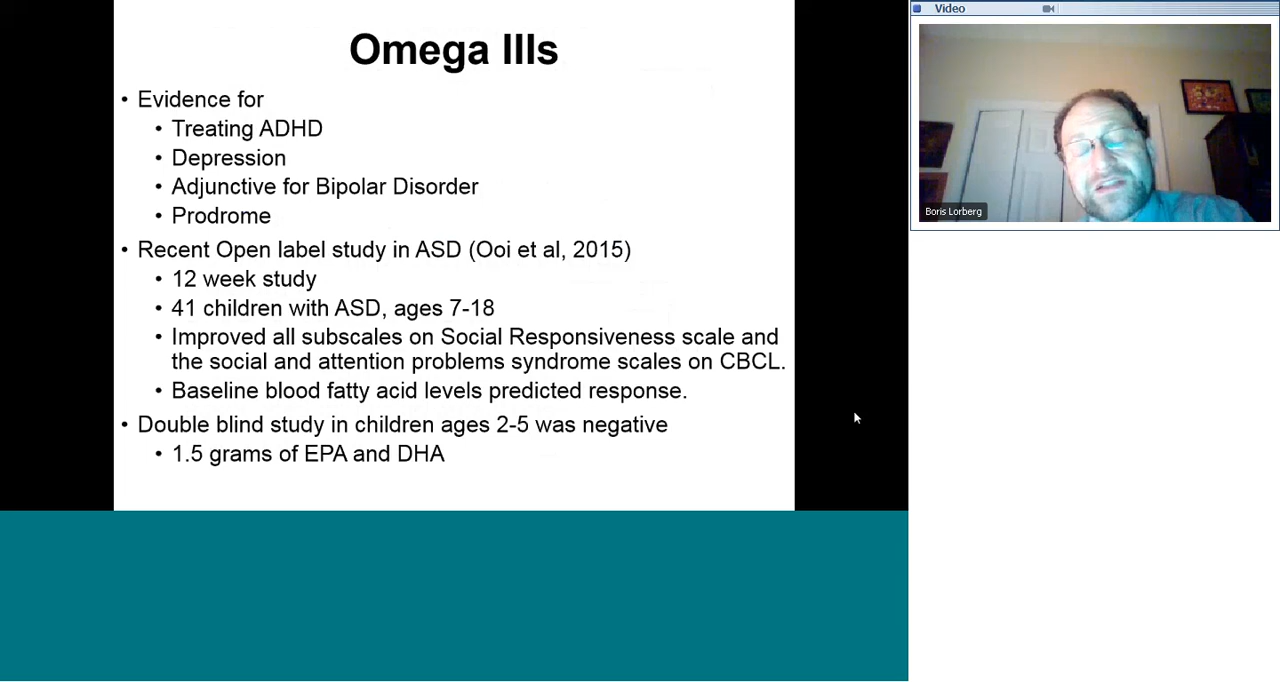 Omega IIIs
• Evidence for
• Treating ADHD
• Depression
• Adjunctive for Bipolar Disorder
• Prodrome
• Recent Open label study in ASD (Ooi et al, 2015)
• 12 week study
• 41 children with ASD, ages 7-18
• Improved all subscales on Social Responsiveness scale and
the social and attention problems syndrome scales on CBCL.
• Baseline blood fatty acid levels predicted response.
• Double blind study in children ages 2-5 was negative
• 1.5 grams of EPA and DHA
Video
Boris Lorberg